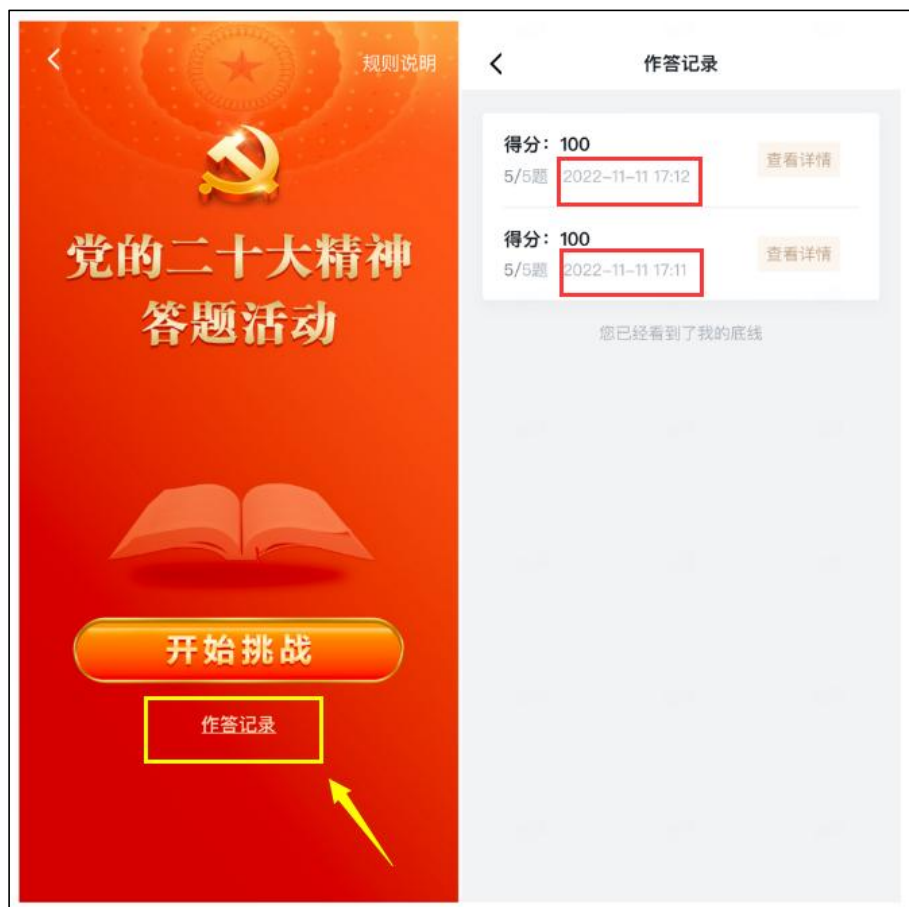 规则说明
党的二十大精神
答题活动
开始挑战
作答记录
作答记录
得分：100
5/5题 2022-11-11 17:12
查看详情
得分：100
5/5题 2022-11-11 17:11
查看详情
您已经看到了我的底线